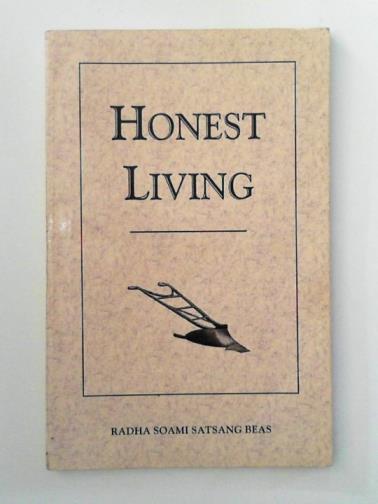 HONEST
LIVING
RADHA SOAMI SATSANG BEAS